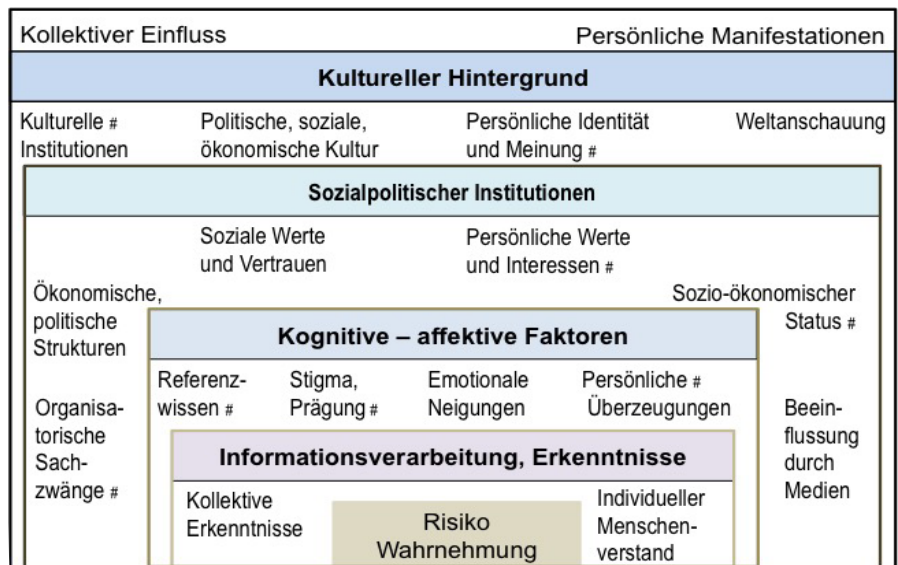 Kollektiver Einfluss Persönliche Manifestationen
Kultureller Hintergrund
Kulturelle # Politische, soziale, Persönliche Identität Weltanschauung
Institutionen ökonomische Kultur und Meinung #
Sozialpolitischer Institutionen
Soziale Werte Persönliche Werte
und Vertrauen und Interessen #
Ökonomische,
politische
Strukturen
Sozio-ökonomischer
Status #
Kognitive – affektive Faktoren
Referenz- Stigma, Emotionale Persönliche #
wissen # Prägung # Neigungen Überzeugungen
Organisa-
torische
Sach-
zwänge #
Beein-
flussung
durch
Medien
Informationsverarbeitung, Erkenntnisse
Kollektive
Erkenntnisse
Risiko
Wahrnehmung
Individueller
Menschen-
verstand